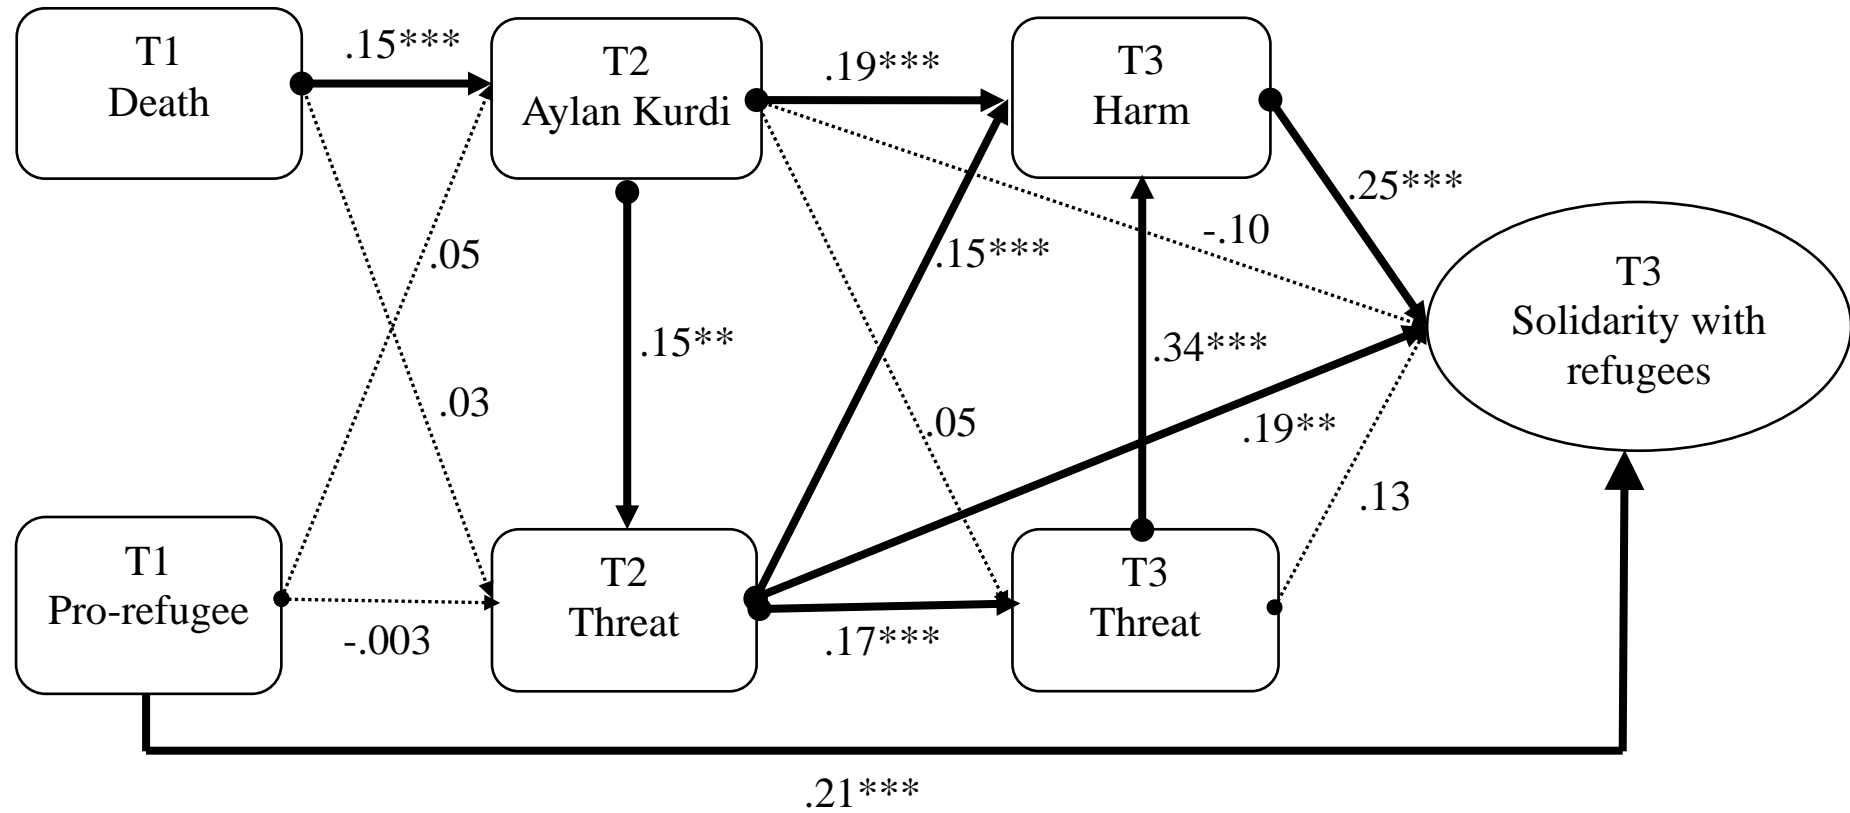 T1
Death
.15***
T2
Aylan Kurdi
.19***
T3
Harm
.25***
-.10
.05
.15***
T3
Solidarity with
refugees
.15**
.34***
.03
.05
.19**
.13
T1
Pro-refugee
-.003
T2
Threat
.17***
T3
Threat
.21***